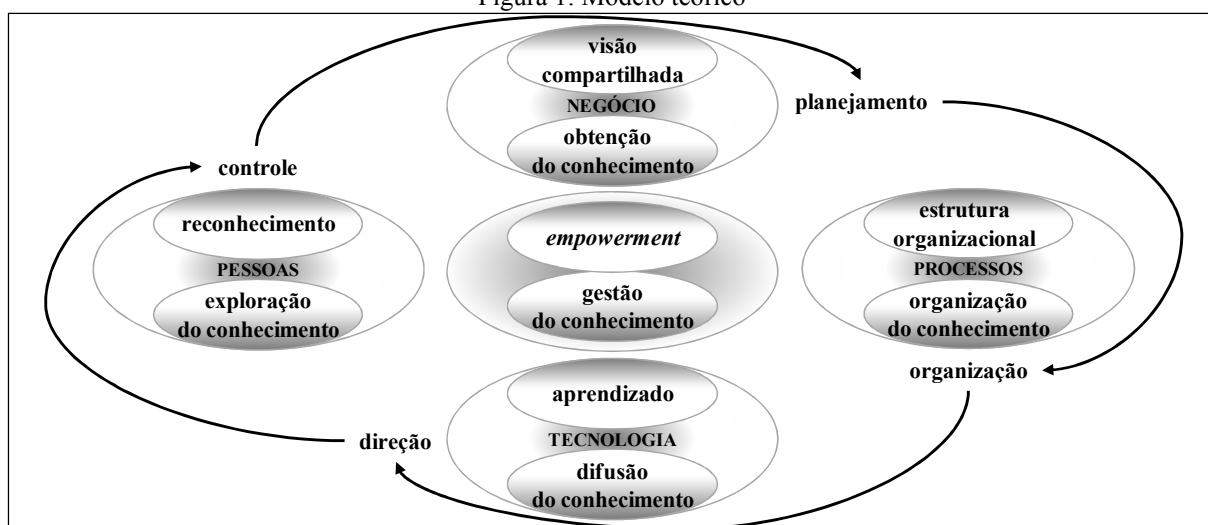 Figura 1: Modelo teórico
visão
compartilhada
NEGÓCIO
obtenção
do conhecimento
planejamento
controle
reconhecimento
PESSOAS
exploração
do conhecimento
empowerment
gestão
do conhecimento
estrutura
organizacional
PROCESSOS
organização
do conhecimento
organização
aprendizado
TECNOLOGIA
difusão
do conhecimento
direção